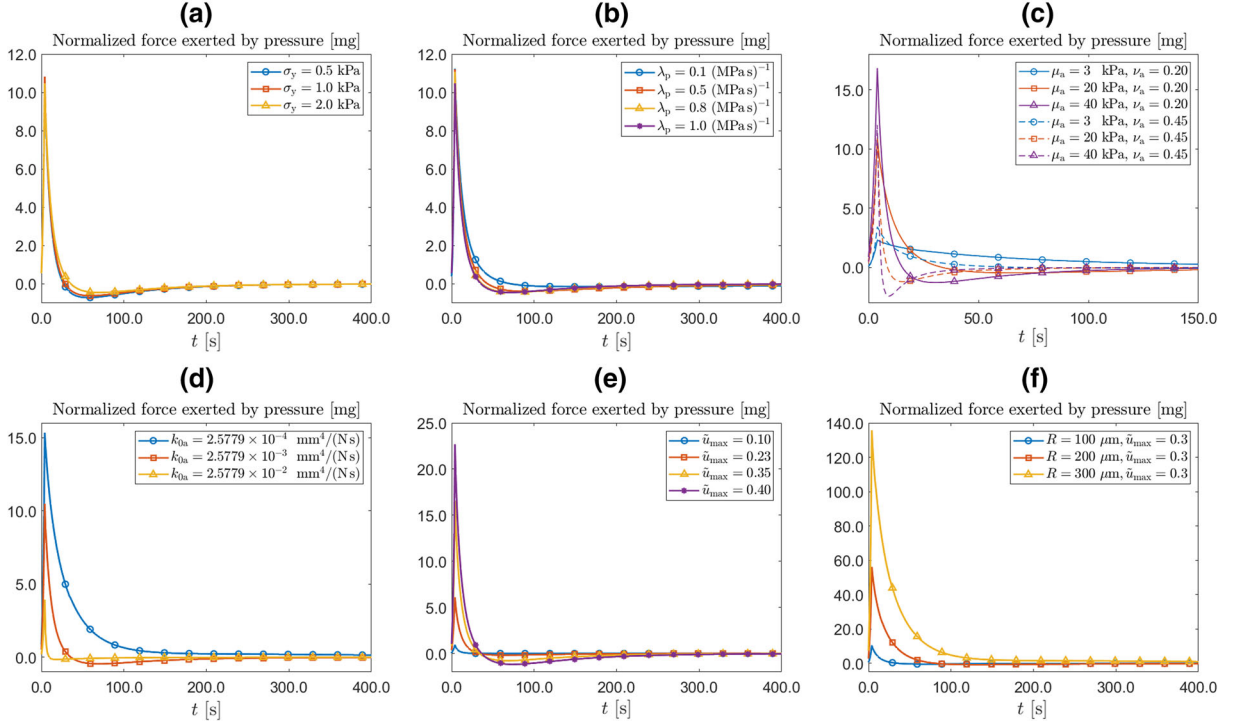 (a)
Normalized force exerted by pressure [mg]
12.0
10.0
8.0
6.0
4.0
2.0
0.0
σy = 0.5 kPa
σy = 1.0 kPa
σy = 2.0 kPa
0.0 100.0 200.0 300.0 400.0
t [s]
(b)
Normalized force exerted by pressure [mg]
12.0
10.0
8.0
6.0
4.0
2.0
0.0
λp = 0.1 (MPa s)⁻¹
λp = 0.5 (MPa s)⁻¹
λp = 0.8 (MPa s)⁻¹
λp = 1.0 (MPa s)⁻¹
0.0 100.0 200.0 300.0 400.0
t [s]
(c)
Normalized force exerted by pressure [mg]
15.0
10.0
5.0
0.0
μa = 3 kPa, νa = 0.20
μa = 20 kPa, νa = 0.20
μa = 40 kPa, νa = 0.20
μa = 3 kPa, νa = 0.45
μa = 20 kPa, νa = 0.45
μa = 40 kPa, νa = 0.45
0.0 50.0 100.0 150.0
t [s]
(d)
Normalized force exerted by pressure [mg]
15.0
10.0
5.0
0.0
k0a = 2.5779 × 10⁻⁴ mm⁴/(N s)
k0a = 2.5779 × 10⁻³ mm⁴/(N s)
k0a = 2.5779 × 10⁻² mm⁴/(N s)
0.0 100.0 200.0 300.0 400.0
t [s]
(e)
Normalized force exerted by pressure [mg]
25.0
20.0
15.0
10.0
5.0
0.0
ũmax = 0.10
ũmax = 0.23
ũmax = 0.35
ũmax = 0.40
0.0 100.0 200.0 300.0 400.0
t [s]
(f)
Normalized force exerted by pressure [mg]
140.0
120.0
100.0
80.0
60.0
40.0
20.0
0.0
R = 100 μm, ũmax = 0.3
R = 200 μm, ũmax = 0.3
R = 300 μm, ũmax = 0.3
0.0 100.0 200.0 300.0 400.0
t [s]